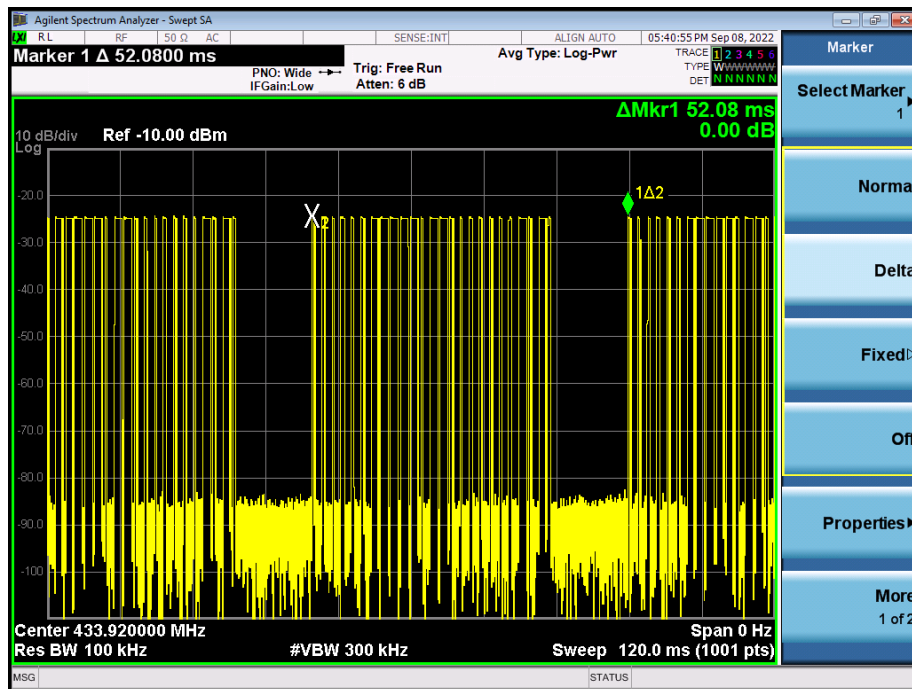 Agilent Spectrum Analyzer - Swept SA
LXI RL RF 50 Ω AC SENSE:INT ALIGN AUTO 05:40:55 PM Sep 08, 2022
Marker 1 Δ 52.0800 ms
PNO: Wide
IFGain:Low
Trig: Free Run
Atten: 6 dB
Avg Type: Log-Pwr
TRACE 1 2 3 4 5 6
TYPE WWWWWW
DET N N N N N N
ΔMkr1 52.08 ms
0.00 dB
10 dB/div Ref -10.00 dBm
Log
-20.0
-30.0
-40.0
-50.0
-60.0
-70.0
-80.0
-90.0
-100
X2
1Δ2
Center 433.920000 MHz Span 0 Hz
Res BW 100 kHz #VBW 300 kHz Sweep 120.0 ms (1001 pts)
MSG STATUS
Marker
Select Marker
1
Norma
Delta
Fixed
Off
Properties
More
1 of 2